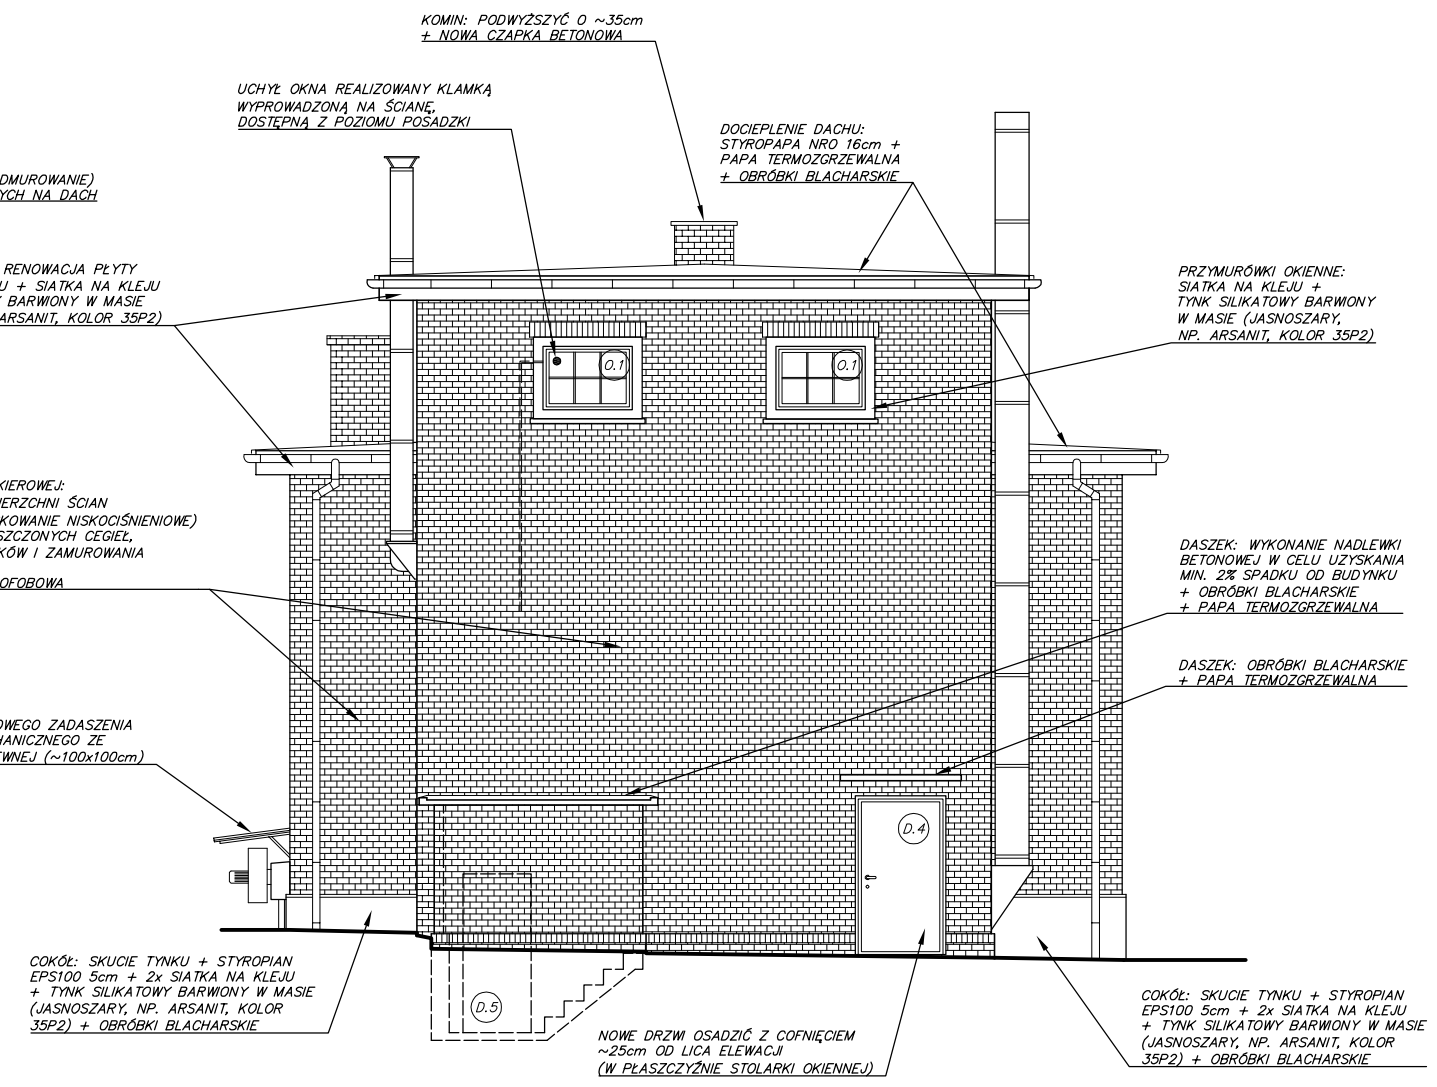 KOMIN: PODWYŻSZYĆ O ~35cm
+ NOWA CZAPKA BETONOWA
UCHYŁ OKNA REALIZOWANY KLAMKĄ
WYPROWADZONĄ NA ŚCIANĘ,
DOSTĘPNĄ Z POZIOMU POSADZKI
DOCIEPLENIE DACHU:
STYROPAPA NRO 16cm +
PAPA TERMOZGRZEWALNA
+ OBRÓBKI BLACHARSKIE
DMUROWANIE)
YCH NA DACH
RENOWACJA PŁYTY
U + SIATKA NA KLEJU
BARWIONY W MASIE
ARSANIT, KOLOR 35P2)
PRZYMURÓWKI OKIENNE:
SIATKA NA KLEJU +
TYNK SILIKATOWY BARWIONY
W MASIE (JASNOSZARY,
NP. ARSANIT, KOLOR 35P2)
O.1
O.1
KIEROWEJ:
IERZCHNI ŚCIAN
KOWANIE NISKOCIŚNIENIOWE)
SZCZONYCH CEGIEŁ,
KÓW I ZAMUROWANIA
OFOBOWA
DASZEK: WYKONANIE NADLEWKI
BETONOWEJ W CELU UZYSKANIA
MIN. 2% SPADKU OD BUDYNKU
+ OBRÓBKI BLACHARSKIE
+ PAPA TERMOZGRZEWALNA
DASZEK: OBRÓBKI BLACHARSKIE
+ PAPA TERMOZGRZEWALNA
OWEGO ZADASZENIA
HANICZNEGO ZE
EWNEJ (~100x100cm)
D.4
D.5
COKÓŁ: SKUCIE TYNKU + STYROPIAN
EPS100 5cm + 2x SIATKA NA KLEJU
+ TYNK SILIKATOWY BARWIONY W MASIE
(JASNOSZARY, NP. ARSANIT, KOLOR
35P2) + OBRÓBKI BLACHARSKIE
NOWE DRZWI OSADZIĆ Z COFNIĘCIEM
~25cm OD LICA ELEWACJI
(W PŁASZCZYŹNIE STOLARKI OKIENNEJ)
COKÓŁ: SKUCIE TYNKU + STYROPIAN
EPS100 5cm + 2x SIATKA NA KLEJU
+ TYNK SILIKATOWY BARWIONY W MASIE
(JASNOSZARY, NP. ARSANIT, KOLOR
35P2) + OBRÓBKI BLACHARSKIE